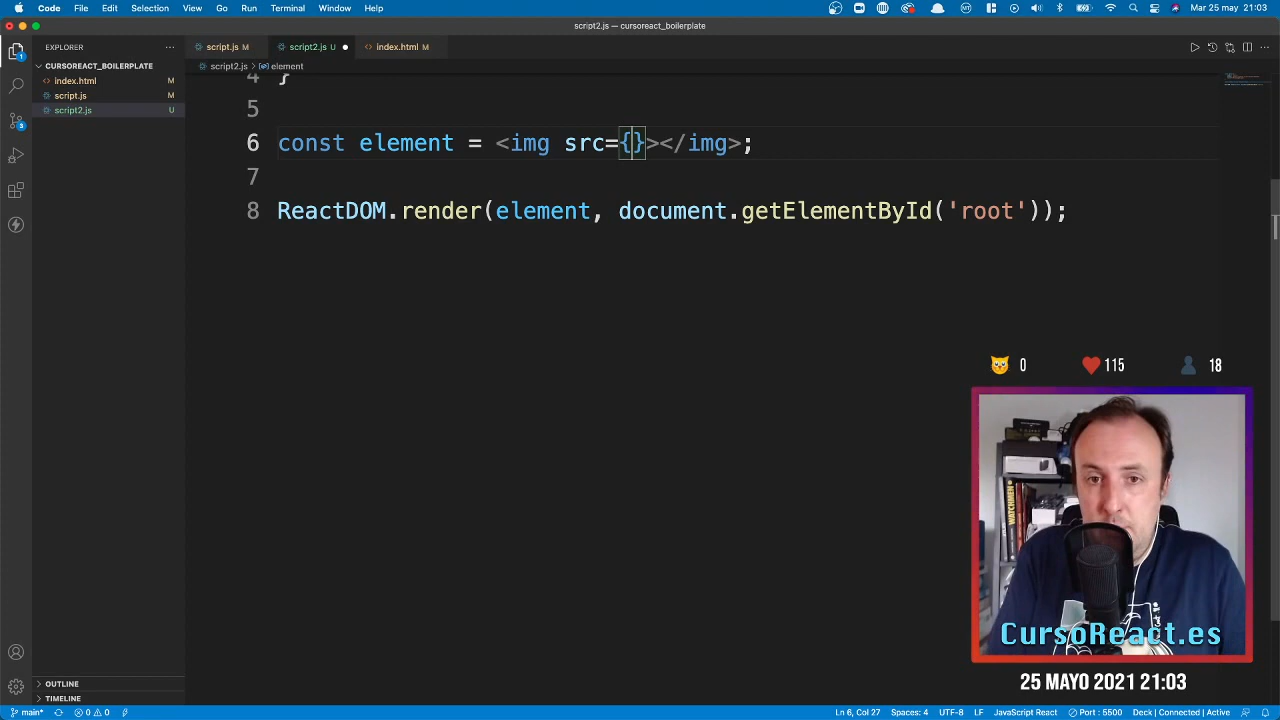 Code File Edit Selection View Go Run Terminal Window Help
Mar 25 may 21:03
script2.js — cursoreact_boilerplate
EXPLORER
script.js M
script2.js U
index.html M
CURSOREACT_BOILERPLATE
script2.js > element
index.html M
script.js M
script2.js U
4 }
5
6 const element = <img src={}></img>;
7
8 ReactDOM.render(element, document.getElementById('root'));
0 115 18
WATCHMEN
CursoReact.es
25 MAYO 2021 21:03
OUTLINE
TIMELINE
main* 0 0
Ln 6, Col 27 Spaces: 4 UTF-8 LF JavaScript React Port : 5500 Deck | Connected | Active